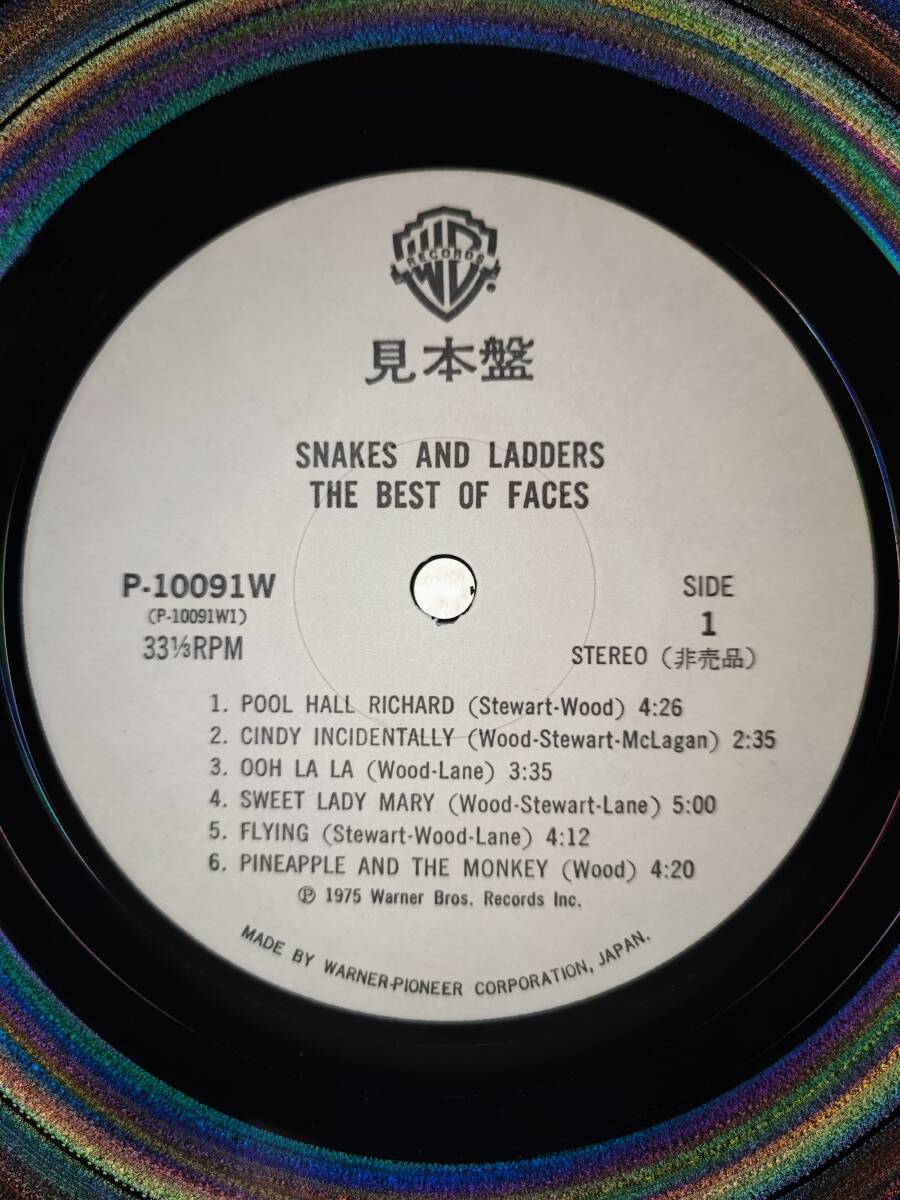 WB
RECORDS
®
見本盤
SNAKES AND LADDERS
THE BEST OF FACES
P-10091W
(P-10091W1)
33⅓RPM
SIDE
1
STEREO (非売品)
1. POOL HALL RICHARD (Stewart-Wood) 4:26
2. CINDY INCIDENTALLY (Wood-Stewart-McLagan) 2:35
3. OOH LA LA (Wood-Lane) 3:35
4. SWEET LADY MARY (Wood-Stewart-Lane) 5:00
5. FLYING (Stewart-Wood-Lane) 4:12
6. PINEAPPLE AND THE MONKEY (Wood) 4:20
℗ 1975 Warner Bros. Records Inc.
MADE BY WARNER-PIONEER CORPORATION, JAPAN.